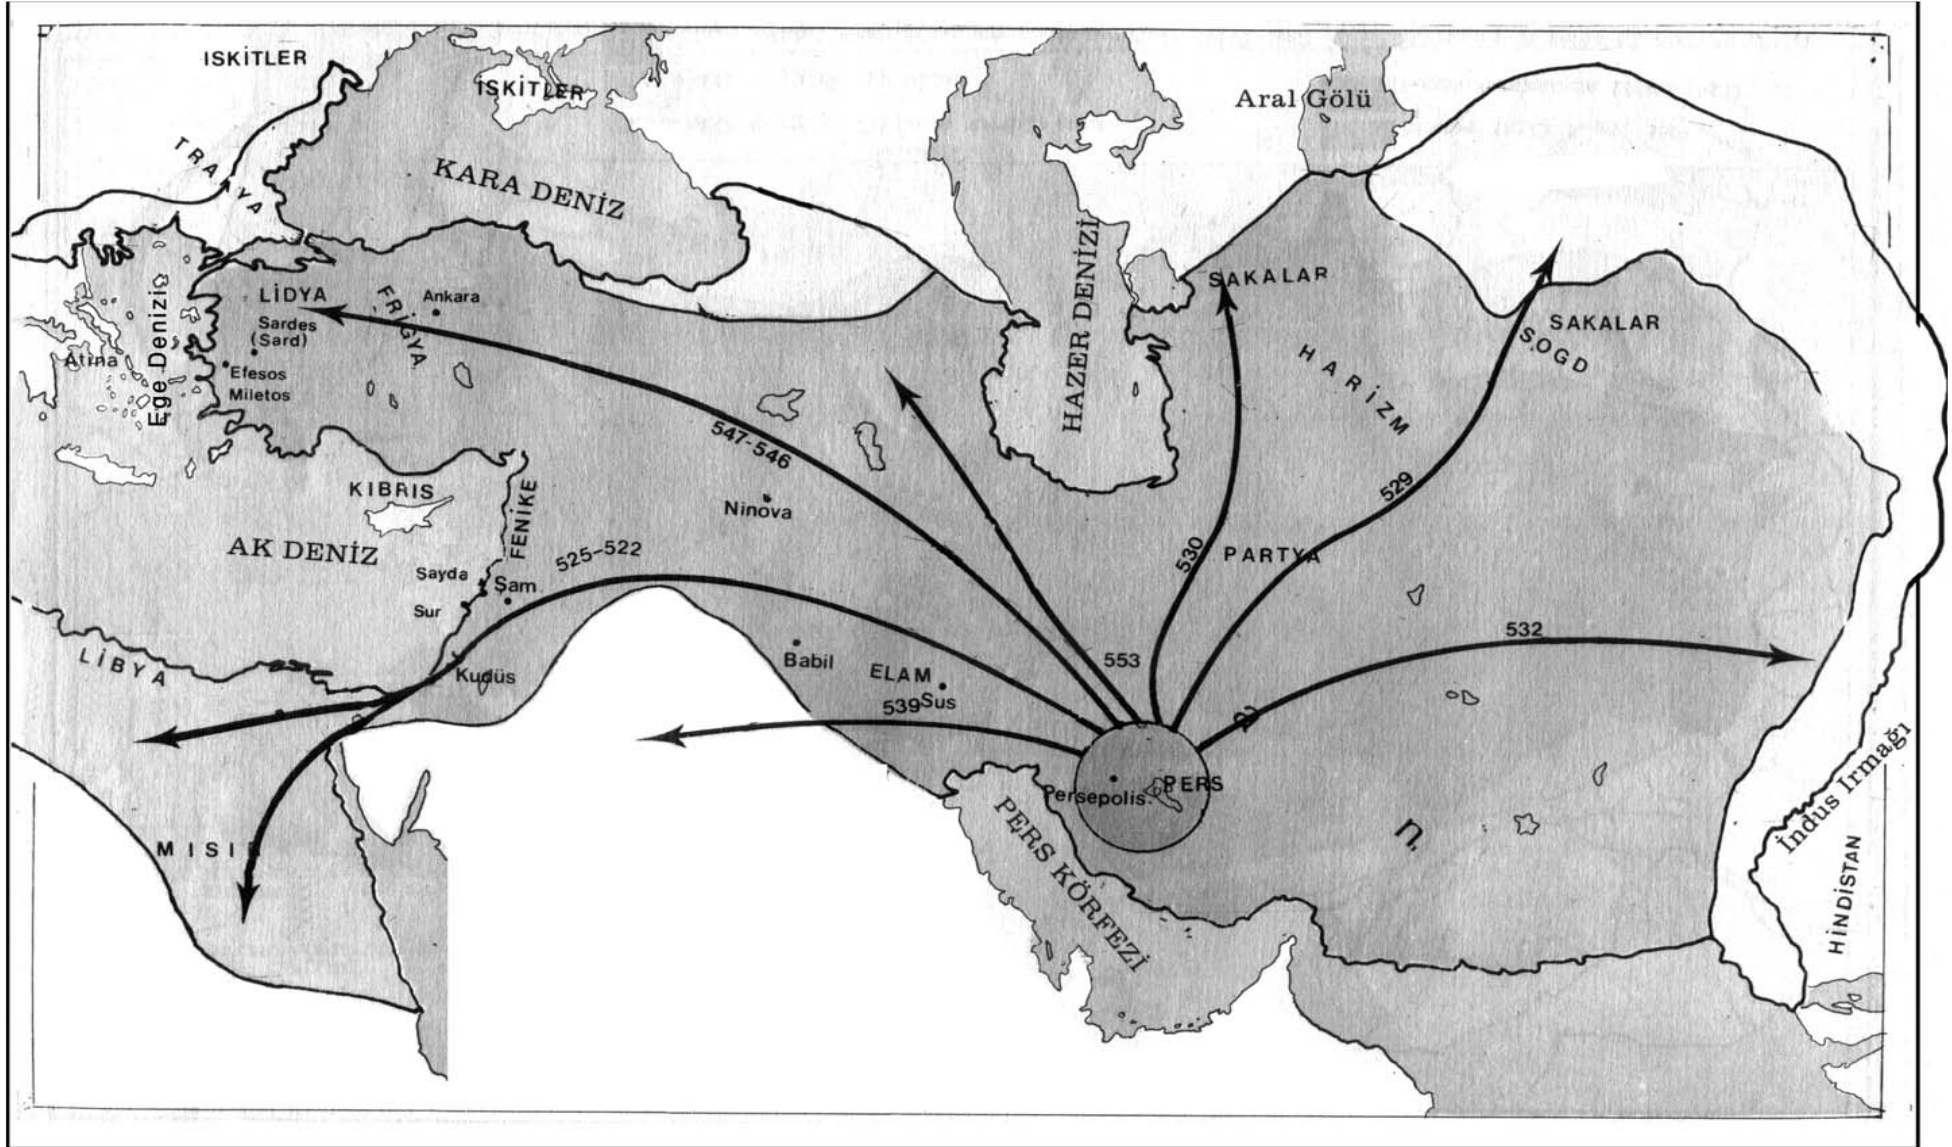 ISKİTLER
İSKİTLER
Aral Gölü
TRAKYA
KARA DENİZ
HAZER DENİZİ
SAKALAR
LİDYA
FRİGYA
Ankara
Sardes
(Sard)
Ege Denizi
Atina
Efesos
Miletos
SAKALAR
SOGD
HARİZM
547-546
529
KIBRIS
FENİKE
Ninova
AK DENİZ
525-522
530
PARTYA
Sayda
Şam
Sur
532
LİBYA
Kudüs
Babil
ELAM
Sus
553
539
Persepolis
PERS
İndus Irmağı
MISIR
PERS KÖRFEZİ
n.
HİNDİSTAN